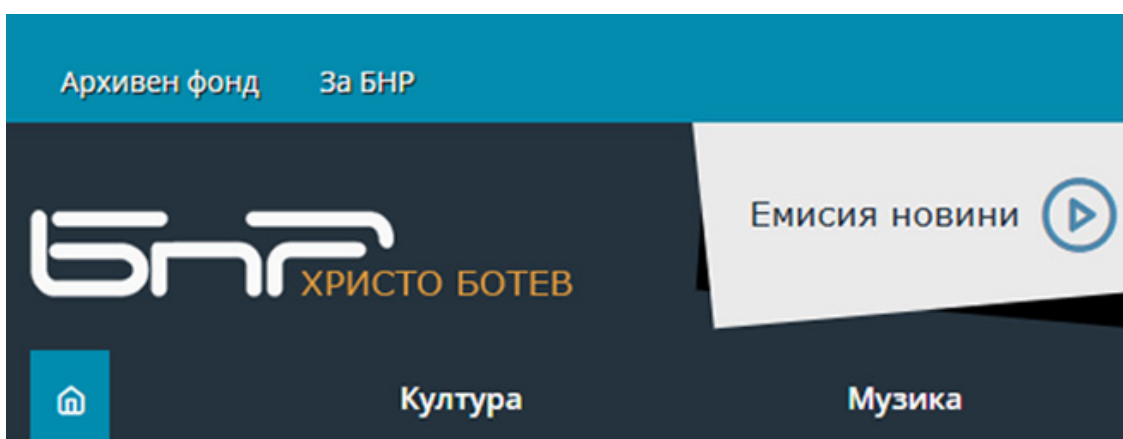 Архивен фонд За БНР
Емисия новини
БНР ХРИСТО БОТЕВ
Култура Музика